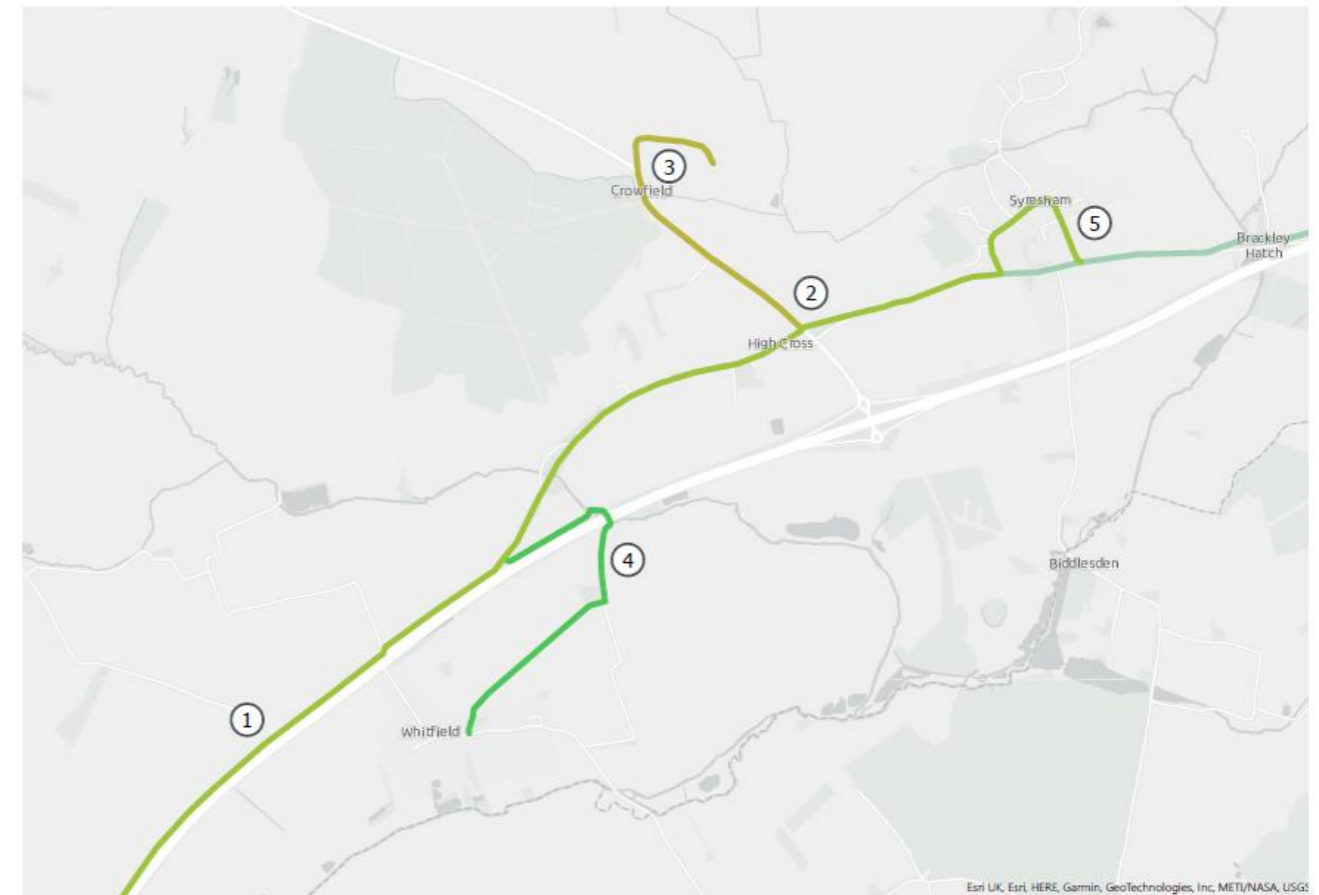 3
Crowfield
Syresham
5
Brackley
Hatch
2
High Cross
4
Biddlesden
1
Whitfield
Esri UK, Esri, HERE, Garmin, GeoTechnologies, Inc, METI/NASA, USGS